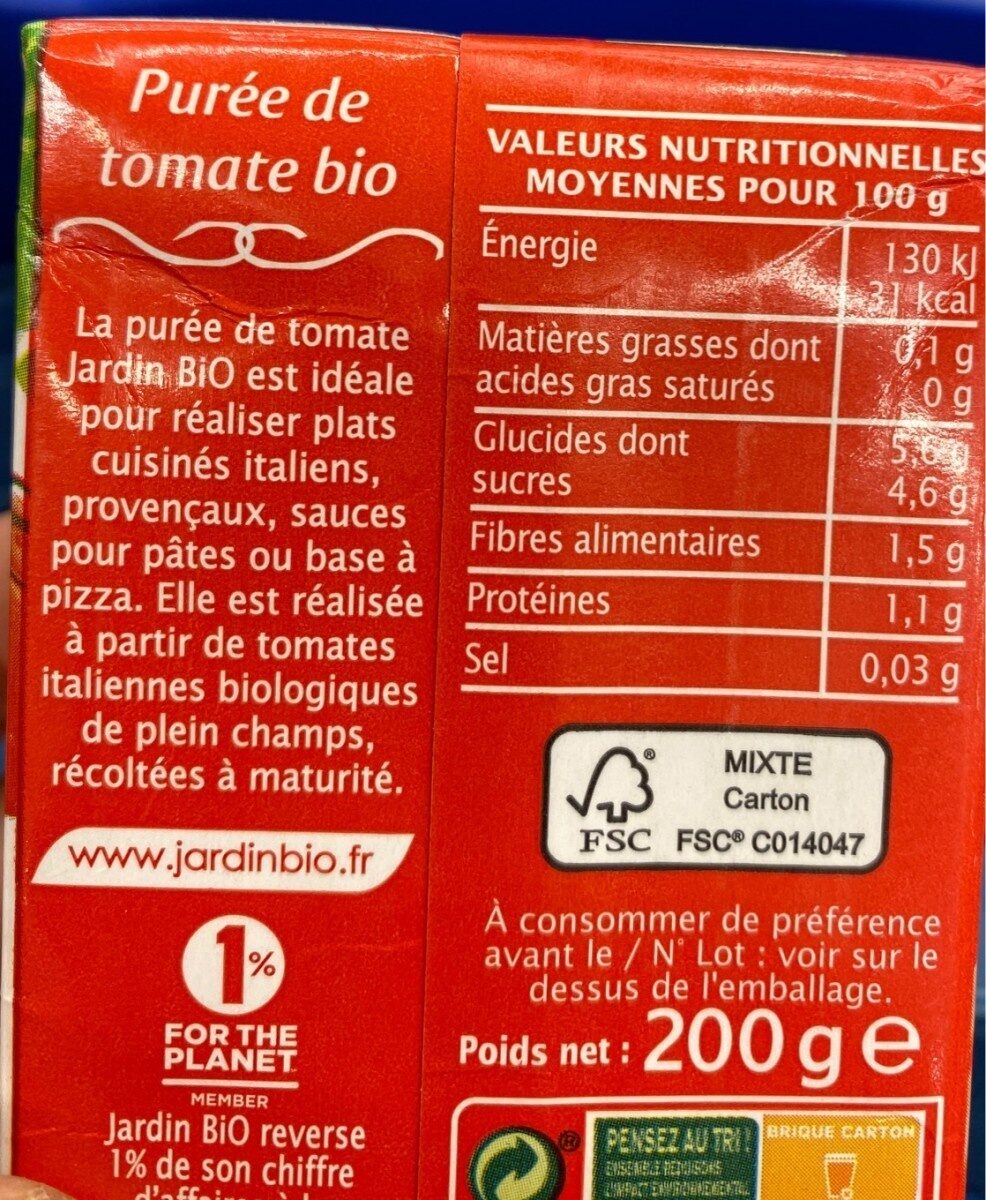 Purée de
tomate bio
La purée de tomate
Jardin BiO est idéale
pour réaliser plats
cuisinés italiens,
provençaux, sauces
pour pâtes ou base à
pizza. Elle est réalisée
à partir de tomates
italiennes biologiques
de plein champs,
récoltées à maturité.
www.jardinbio.fr
1%
FOR THE
PLANET
MEMBER
Jardin BiO reverse
1% de son chiffre
VALEURS NUTRITIONNELLES
MOYENNES POUR 100 g
Énergie 130 kJ
31 kcal
Matières grasses dont 0,1 g
acides gras saturés 0 g
Glucides dont
sucres 4,6 g
Fibres alimentaires 1,5 g
Protéines 1,1 g
Sel 0,03 g
FSC®
MIXTE
Carton
FSC® C014047
À consommer de préférence
avant le / N° Lot : voir sur le
dessus de l'emballage.
Poids net : 200 g e
®
PENSEZ AU TRI !
BRIQUE CARTON